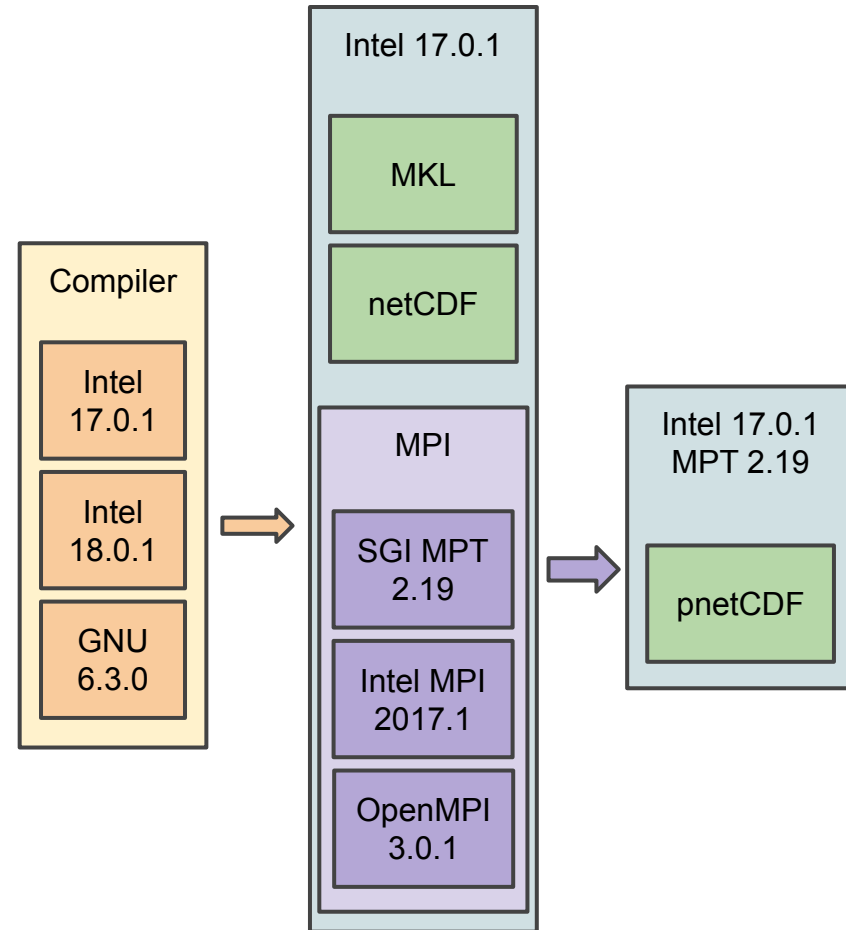 Compiler
Intel
17.0.1
Intel
18.0.1
GNU
6.3.0
Intel 17.0.1
MKL
netCDF
MPI
SGI MPT
2.19
Intel MPI
2017.1
OpenMPI
3.0.1
Intel 17.0.1
MPT 2.19
pnetCDF